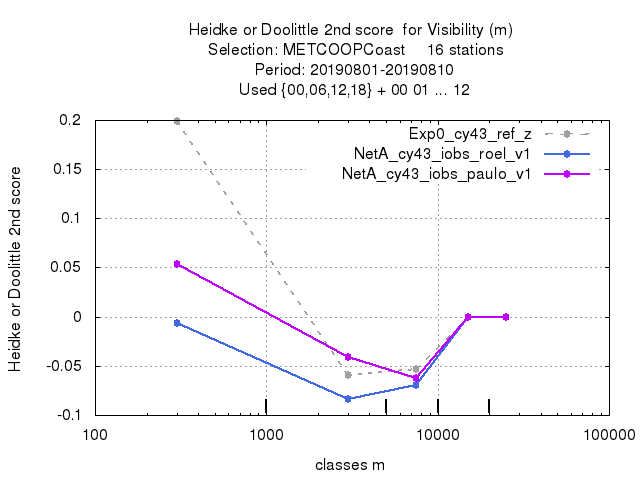 Heidke or Doolittle 2nd score  for Visibility (m)
Selection: METCOOPCoast     16 stations
Period: 20190801-20190810
Used {00,06,12,18} + 00 01 ... 12
Exp0_cy43_ref_z
NetA_cy43_iobs_roel_v1
NetA_cy43_iobs_paulo_v1
Heidke or Doolittle 2nd score
0.2
0.15
0.1
0.05
0
-0.05
-0.1
100 1000 10000 100000
classes m